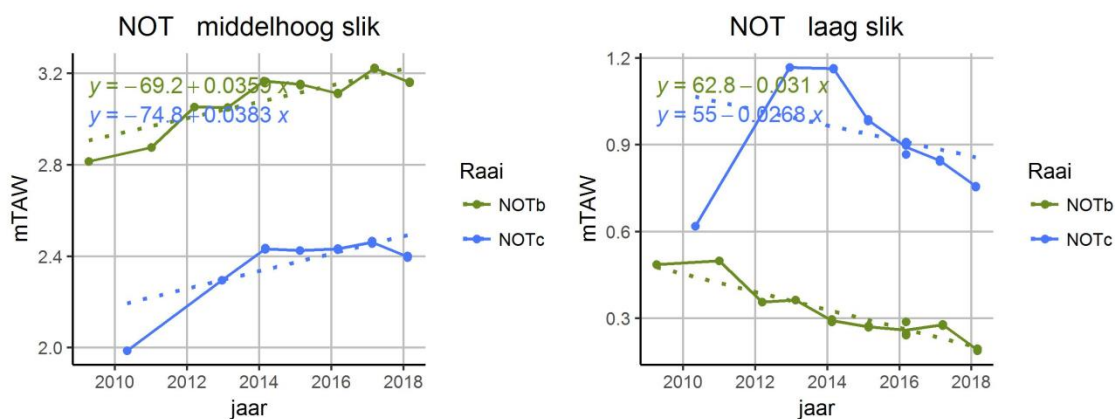 NOT middelhoog slik
y = −69.2 + 0.0359 x
y = −74.8 + 0.0383 x
mTAW
3.2
2.8
2.4
2.0
2010 2012 2014 2016 2018
jaar
Raai
NOTb
NOTc
NOT laag slik
y = 62.8 − 0.031 x
y = 55 − 0.0268 x
mTAW
1.2
0.9
0.6
0.3
2010 2012 2014 2016 2018
jaar
Raai
NOTb
NOTc